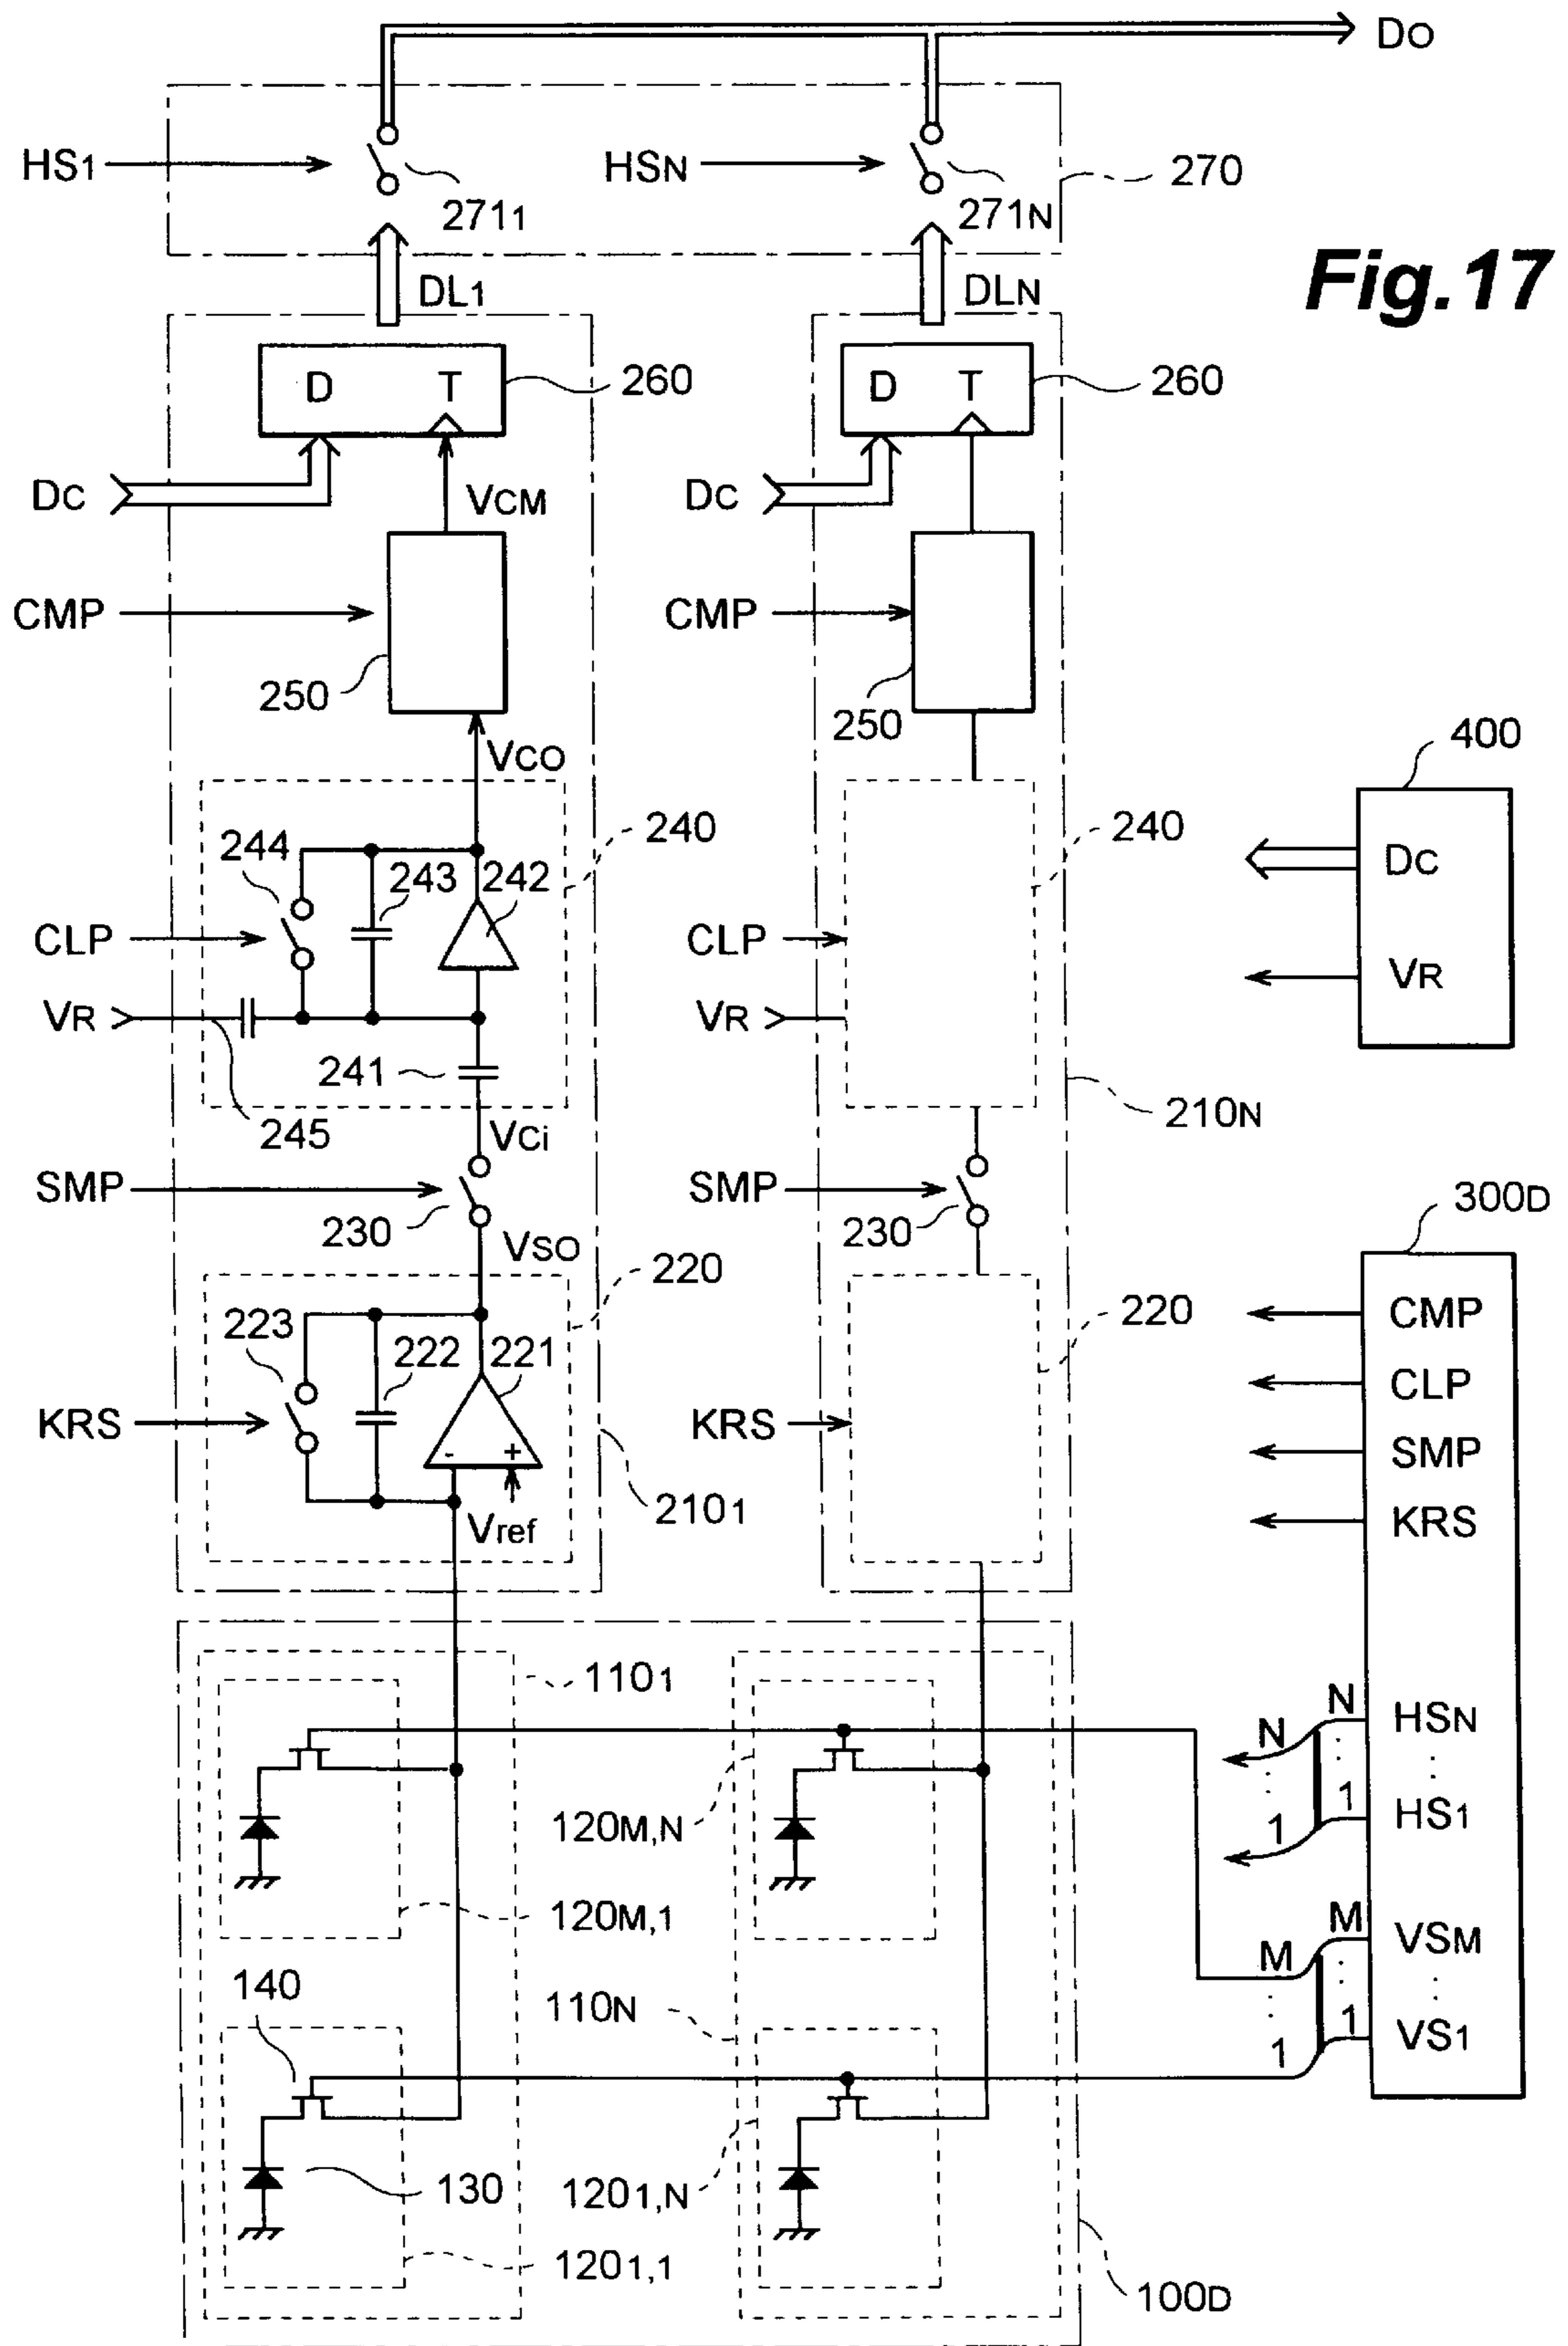 Do
HS1
HSN
270
2711
271N
Fig.17
DL1
DLN
D T
260
D T
260
DC
VCM
DC
CMP
CMP
250
250
VCO
400
244
243
242
240
240
DC
CLP
CLP
VR
VR
VR
241
210N
245
VCi
SMP
SMP
300D
230
VSO
230
220
223
222
221
220
CMP
CLP
KRS
KRS
SMP
- +
2101
Vref
KRS
1101
N
N
HSN
120M,N
1
1
HS1
120M,1
M
M
VSM
140
110N
1
1
VS1
130
1201,N
1201,1
100D